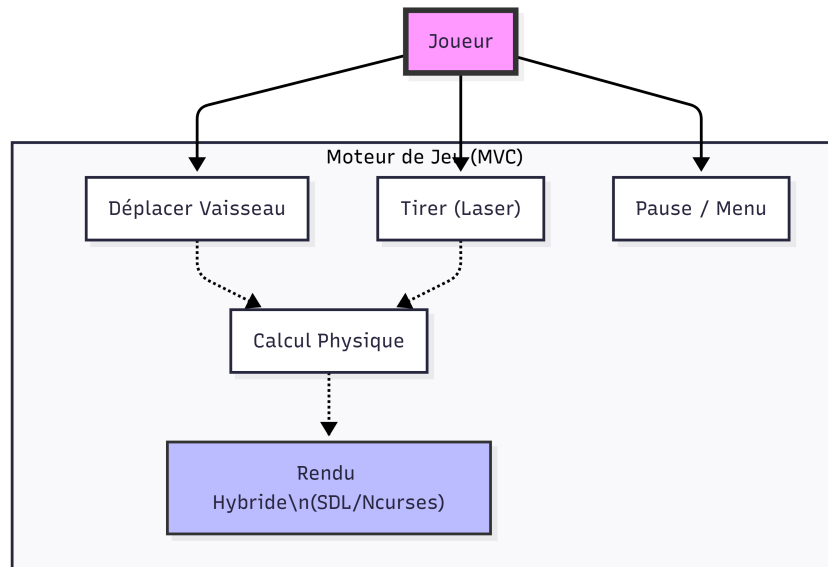 Joueur
Moteur de Jeu (MVC)
Déplacer Vaisseau
Tirer (Laser)
Pause / Menu
Calcul Physique
Rendu
Hybride\n(SDL/Ncurses)